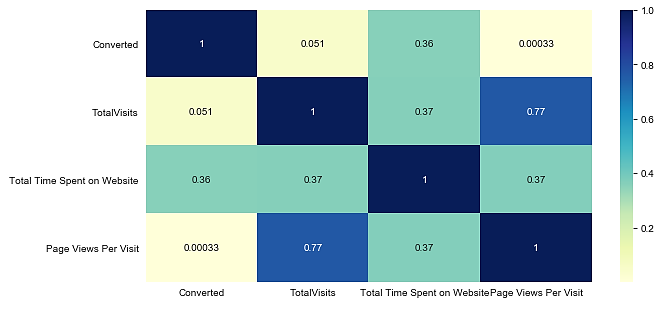 Converted 1 0.051 0.36 0.00033
TotalVisits 0.051 1 0.37 0.77
Total Time Spent on Website 0.36 0.37 1 0.37
Page Views Per Visit 0.00033 0.77 0.37 1
Converted TotalVisits Total Time Spent on Website Page Views Per Visit
1.0
0.8
0.6
0.4
0.2